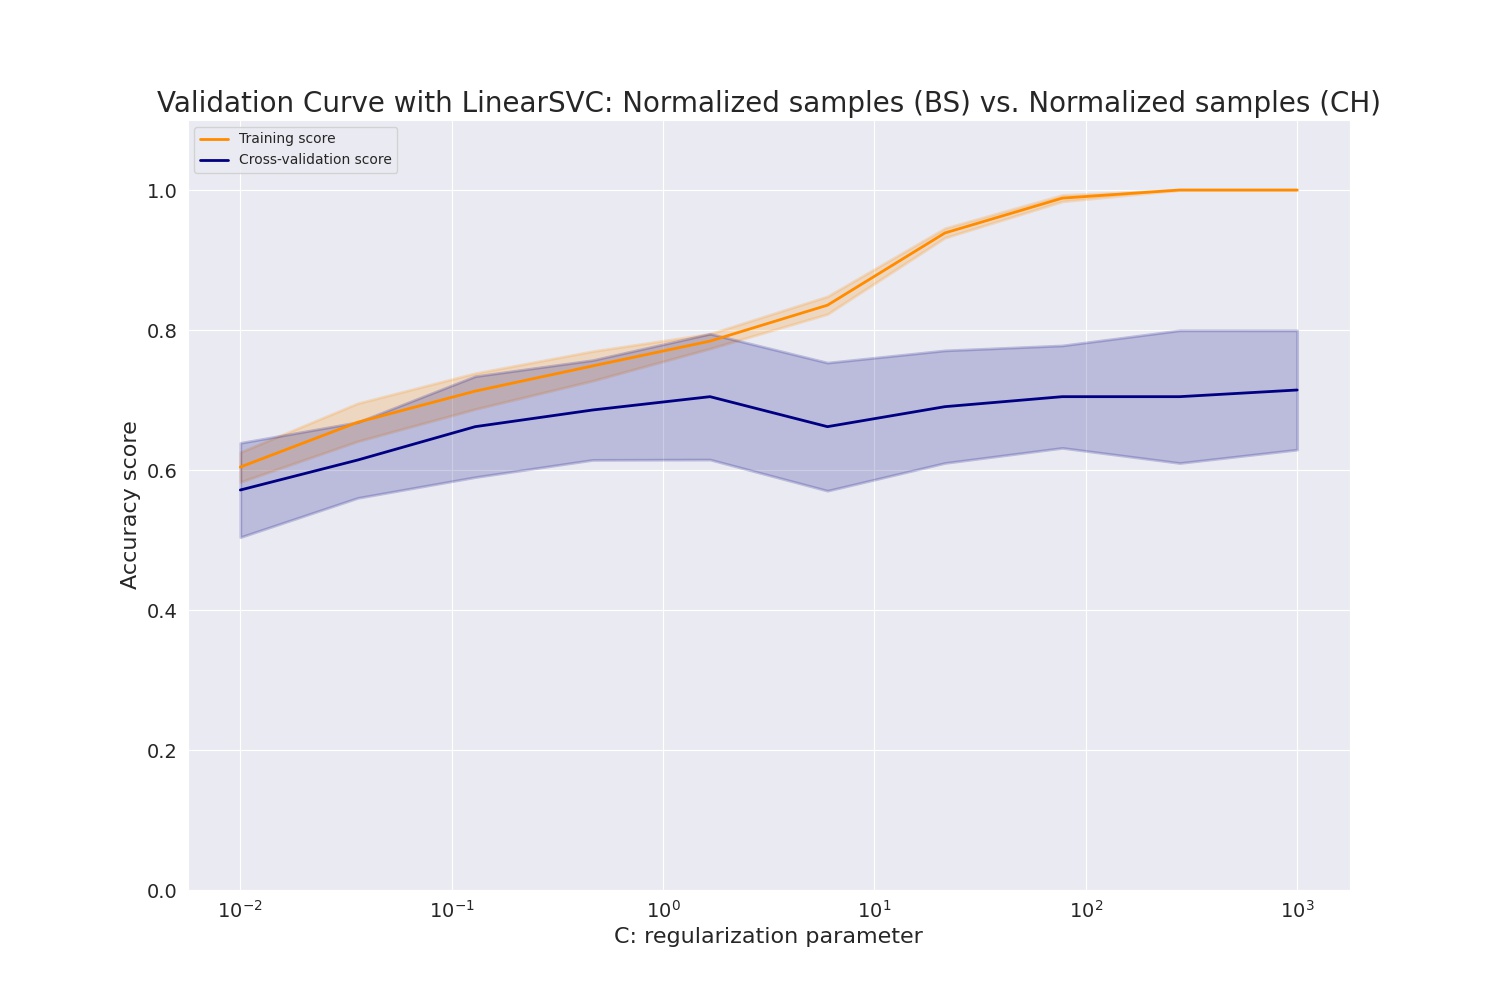 Validation Curve with LinearSVC: Normalized samples (BS) vs. Normalized samples (CH)
Training score
Cross-validation score
Accuracy score
1.0
0.8
0.6
0.4
0.2
0.0
10⁻² 10⁻¹ 10⁰ 10¹ 10² 10³
C: regularization parameter